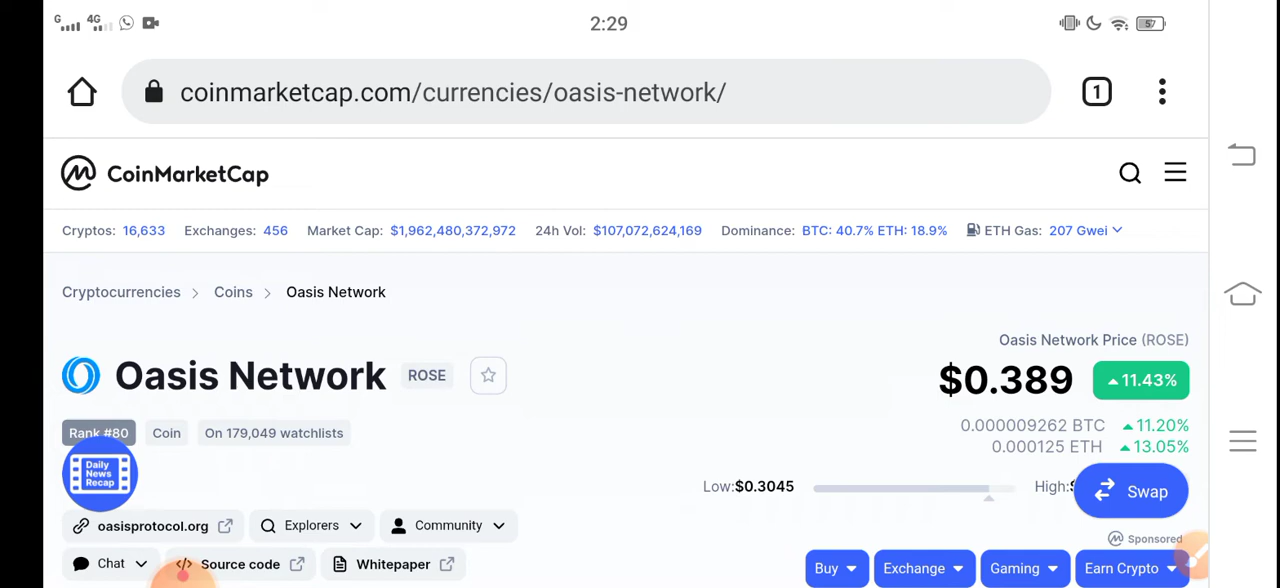 G 4G 2:29 57
coinmarketcap.com/currencies/oasis-network/ 1
CoinMarketCap
Cryptos: 16,633 Exchanges: 456 Market Cap: $1,962,480,372,972 24h Vol: $107,072,624,169 Dominance: BTC: 40.7% ETH: 18.9% ETH Gas: 207 Gwei
Cryptocurrencies > Coins > Oasis Network
Oasis Network Price (ROSE)
Oasis Network ROSE $0.389 11.43%
Rank #80 Coin On 179,049 watchlists 0.000009262 BTC 11.20%
0.000125 ETH 13.05%
Daily
News
Recap
Low:$0.3045 High:$ Swap
oasisprotocol.org Explorers Community Sponsored
Chat Source code Whitepaper Buy Exchange Gaming Earn Crypto